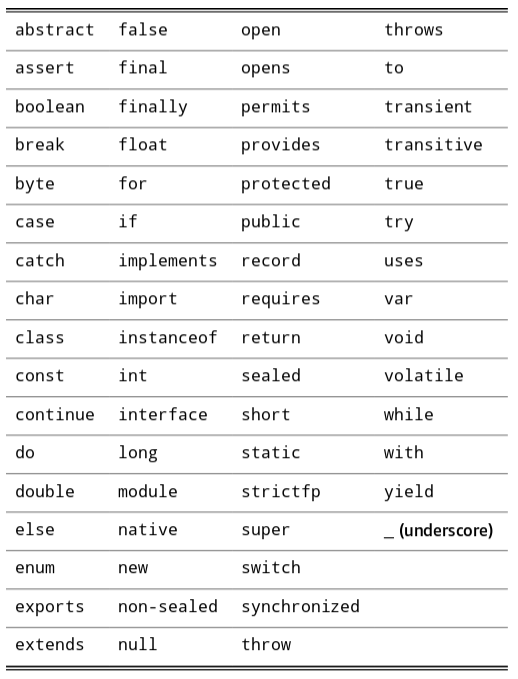 abstract false open throws
assert final opens to
boolean finally permits transient
break float provides transitive
byte for protected true
case if public try
catch implements record uses
char import requires var
class instanceof return void
const int sealed volatile
continue interface short while
do long static with
double module strictfp yield
else native super _ (underscore)
enum new switch
exports non-sealed synchronized
extends null throw